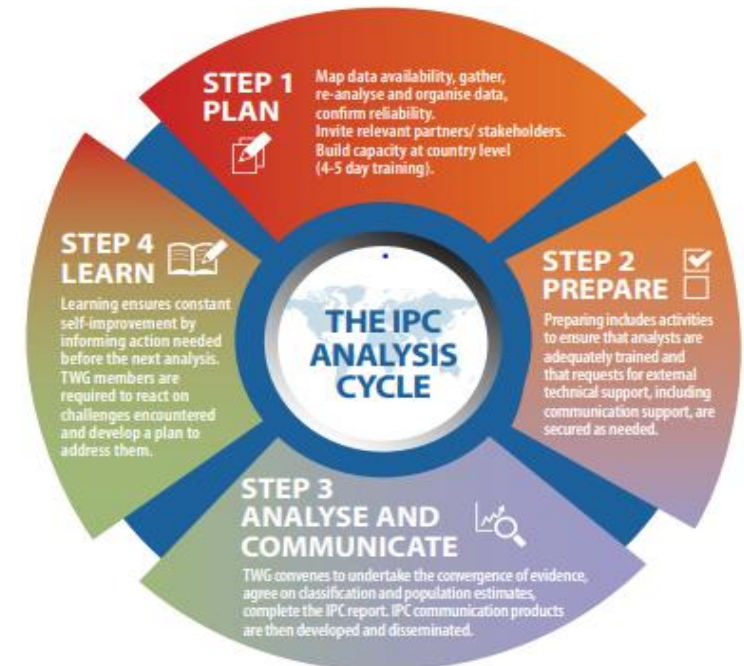 STEP 1
PLAN
Map data availability, gather,
re-analyse and organise data,
confirm reliability.
Invite relevant partners/ stakeholders.
Build capacity at country level
(4-5 day training).
STEP 2
PREPARE
Preparing includes activities
to ensure that analysts are
adequately trained and
that requests for external
technical support, including
communication support, are
secured as needed.
STEP 3
ANALYSE AND
COMMUNICATE
TWG convenes to undertake the convergence of evidence,
agree on classification and population estimates,
complete the IPC report. IPC communication products
are then developed and disseminated.
STEP 4
LEARN
Learning ensures constant
self-improvement by
informing action needed
before the next analysis.
TWG members are
required to react on
challenges encountered
and develop a plan to
address them.
THE IPC
ANALYSIS
CYCLE